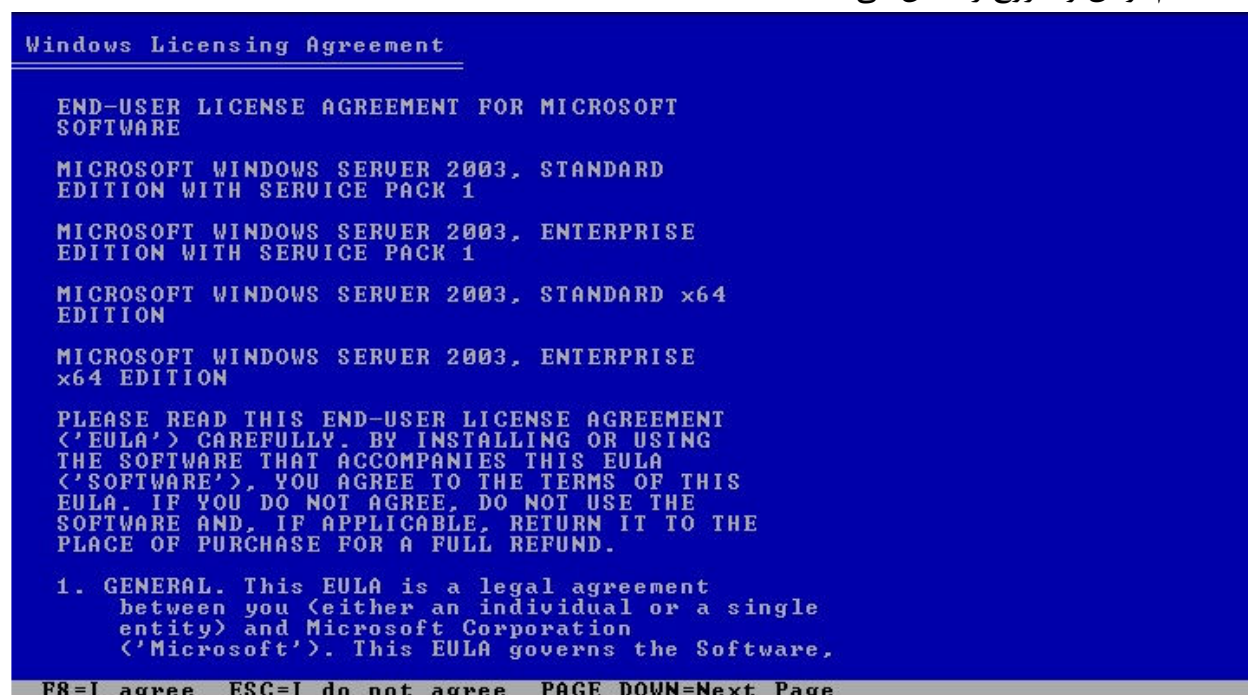 Windows Licensing Agreement
END-USER LICENSE AGREEMENT FOR MICROSOFT
SOFTWARE
MICROSOFT WINDOWS SERVER 2003, STANDARD
EDITION WITH SERVICE PACK 1
MICROSOFT WINDOWS SERVER 2003, ENTERPRISE
EDITION WITH SERVICE PACK 1
MICROSOFT WINDOWS SERVER 2003, STANDARD x64
EDITION
MICROSOFT WINDOWS SERVER 2003, ENTERPRISE
x64 EDITION
PLEASE READ THIS END-USER LICENSE AGREEMENT
('EULA') CAREFULLY. BY INSTALLING OR USING
THE SOFTWARE THAT ACCOMPANIES THIS EULA
('SOFTWARE'), YOU AGREE TO THE TERMS OF THIS
EULA. IF YOU DO NOT AGREE, DO NOT USE THE
SOFTWARE AND, IF APPLICABLE, RETURN IT TO THE
PLACE OF PURCHASE FOR A FULL REFUND.
1. GENERAL. This EULA is a legal agreement
between you (either an individual or a single
entity) and Microsoft Corporation
('Microsoft'). This EULA governs the Software,
F8=I agree ESC=I do not agree PAGE DOWN=Next Page